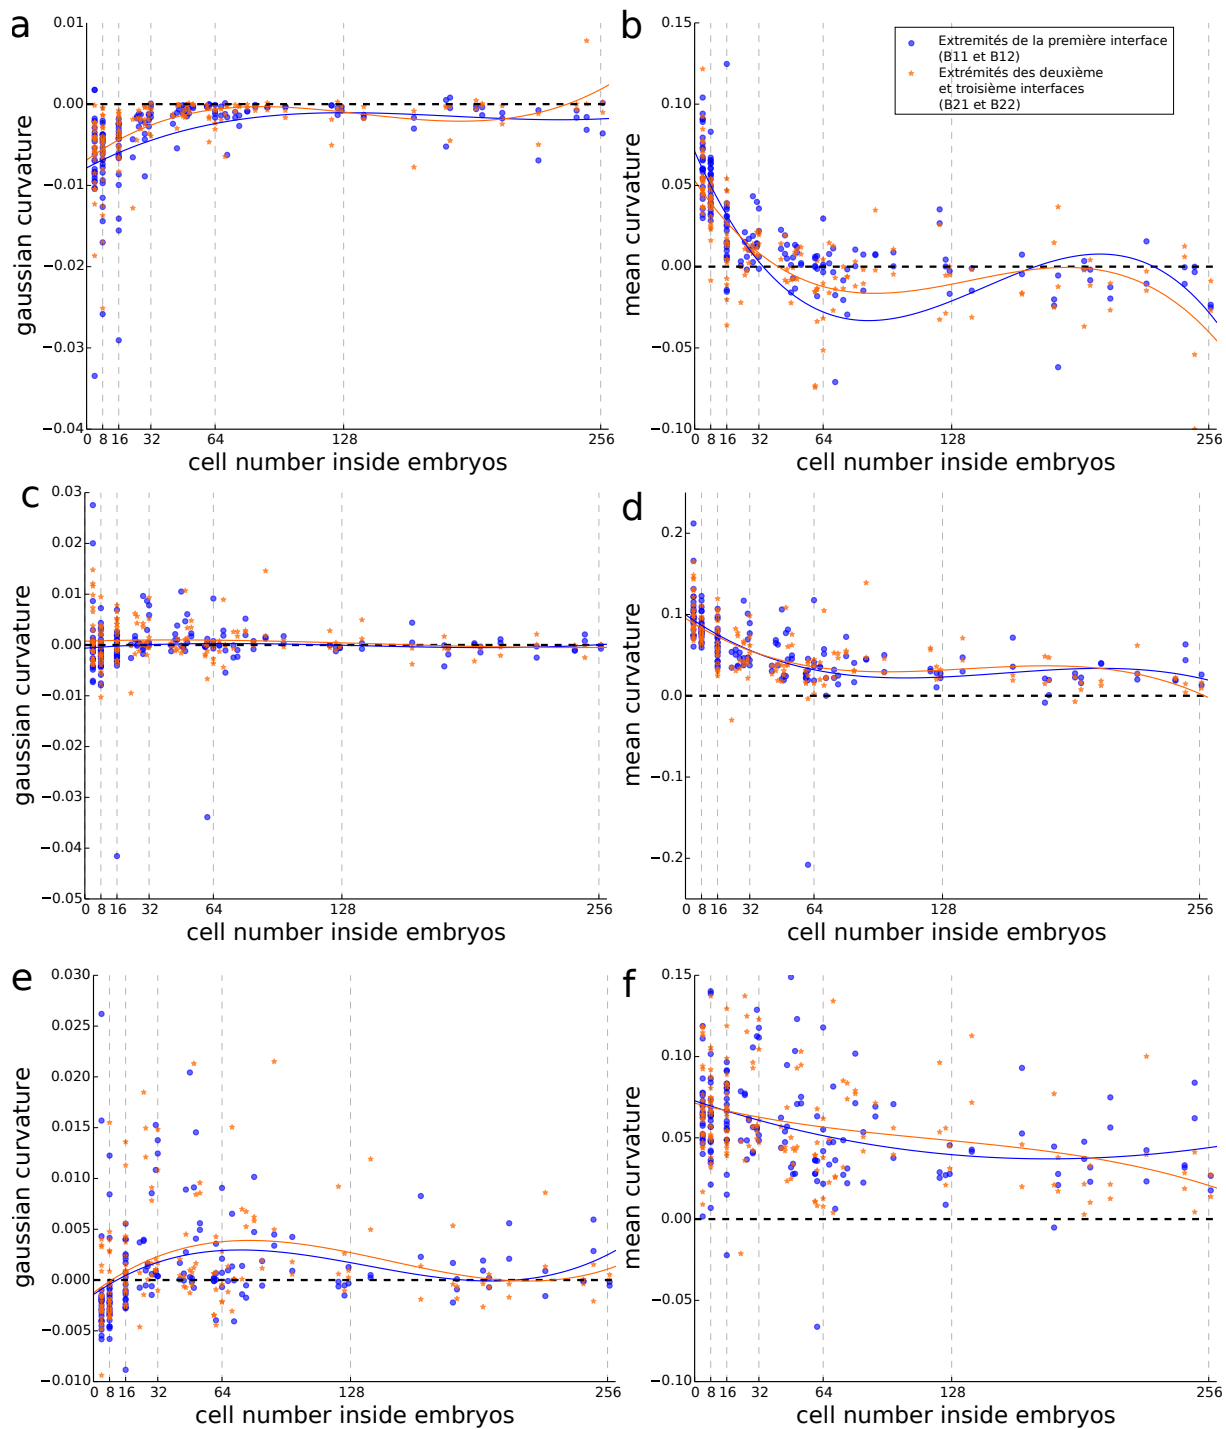 a
0.01
0.00
−0.01
−0.02
−0.03
−0.04
gaussian curvature
0 8 16 32 64 128 256
cell number inside embryos
b
0.15
0.10
0.05
0.00
−0.05
−0.10
mean curvature
0 8 16 32 64 128 256
cell number inside embryos
Extremités de la première interface
(B11 et B12)
Extrémités des deuxième
et troisième interfaces
(B21 et B22)
c
0.03
0.02
0.01
0.00
−0.01
−0.02
−0.03
−0.04
−0.05
gaussian curvature
0 8 16 32 64 128 256
cell number inside embryos
d
0.2
0.1
0.0
−0.1
−0.2
mean curvature
0 8 16 32 64 128 256
cell number inside embryos
e
0.030
0.025
0.020
0.015
0.010
0.005
0.000
−0.005
−0.010
gaussian curvature
0 8 16 32 64 128 256
cell number inside embryos
f
0.15
0.10
0.05
0.00
−0.05
−0.10
mean curvature
0 8 16 32 64 128 256
cell number inside embryos